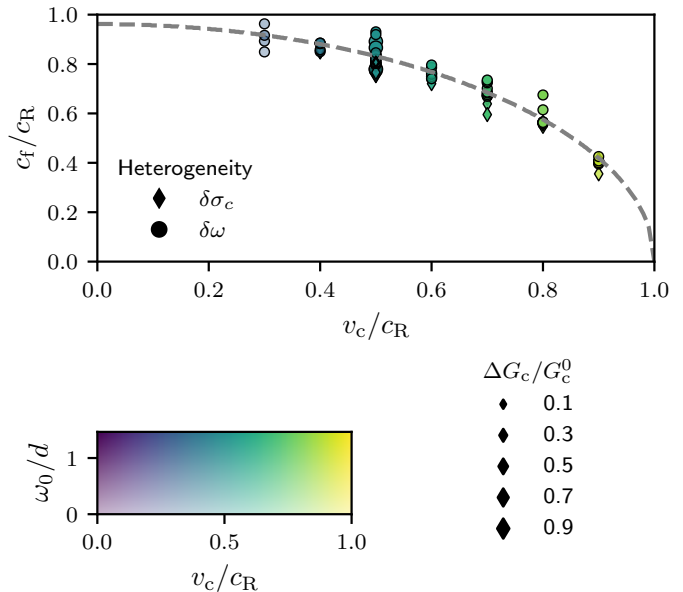 1.0
0.8
0.6
0.4
0.2
0.0
c_f/c_R
Heterogeneity
δσ_c
δω
0.0 0.2 0.4 0.6 0.8 1.0
v_c/c_R
ΔG_c/G_c^0
0.1
0.3
0.5
0.7
0.9
1
0
ω_0/d
0.0 0.5 1.0
v_c/c_R